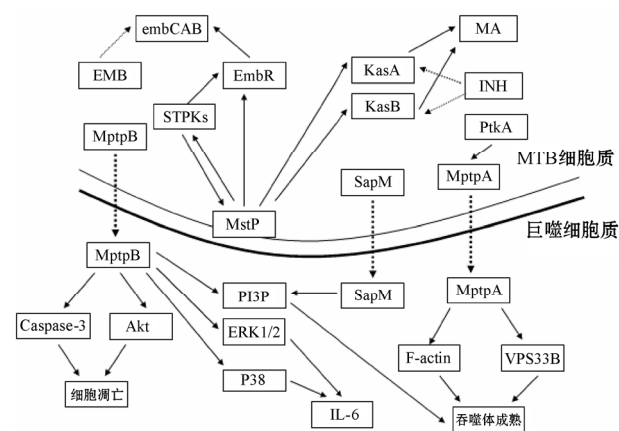 embCAB
MA
EMB
EmbR
KasA
INH
STPKs
KasB
PtkA
MptpB
MTB细胞质
SapM
MptpA
MstP
巨噬细胞质
MptpB
PI3P
SapM
MptpA
Caspase-3
Akt
ERK1/2
F-actin
VPS33B
P38
细胞凋亡
IL-6
吞噬体成熟